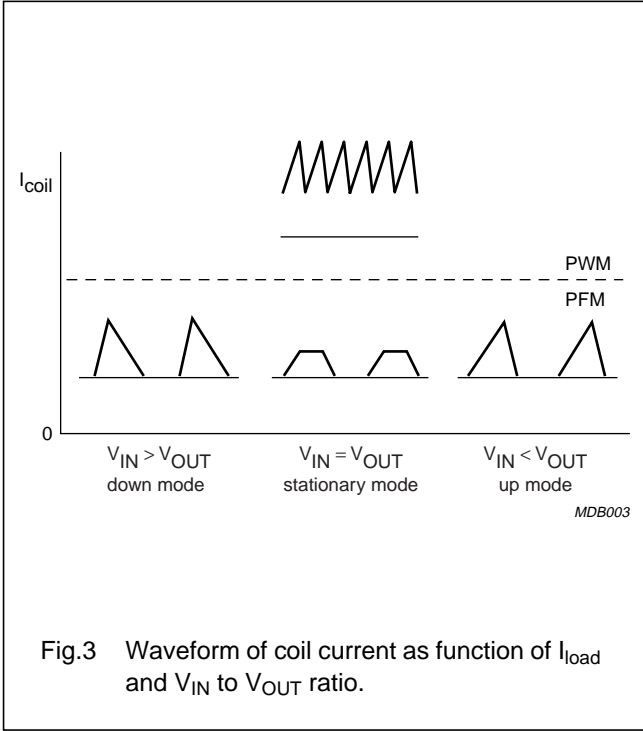 I_coil
PWM
PFM
0
V_IN > V_OUT
down mode
V_IN = V_OUT
stationary mode
V_IN < V_OUT
up mode
MDB003
Fig.3 Waveform of coil current as function of I_load
and V_IN to V_OUT ratio.